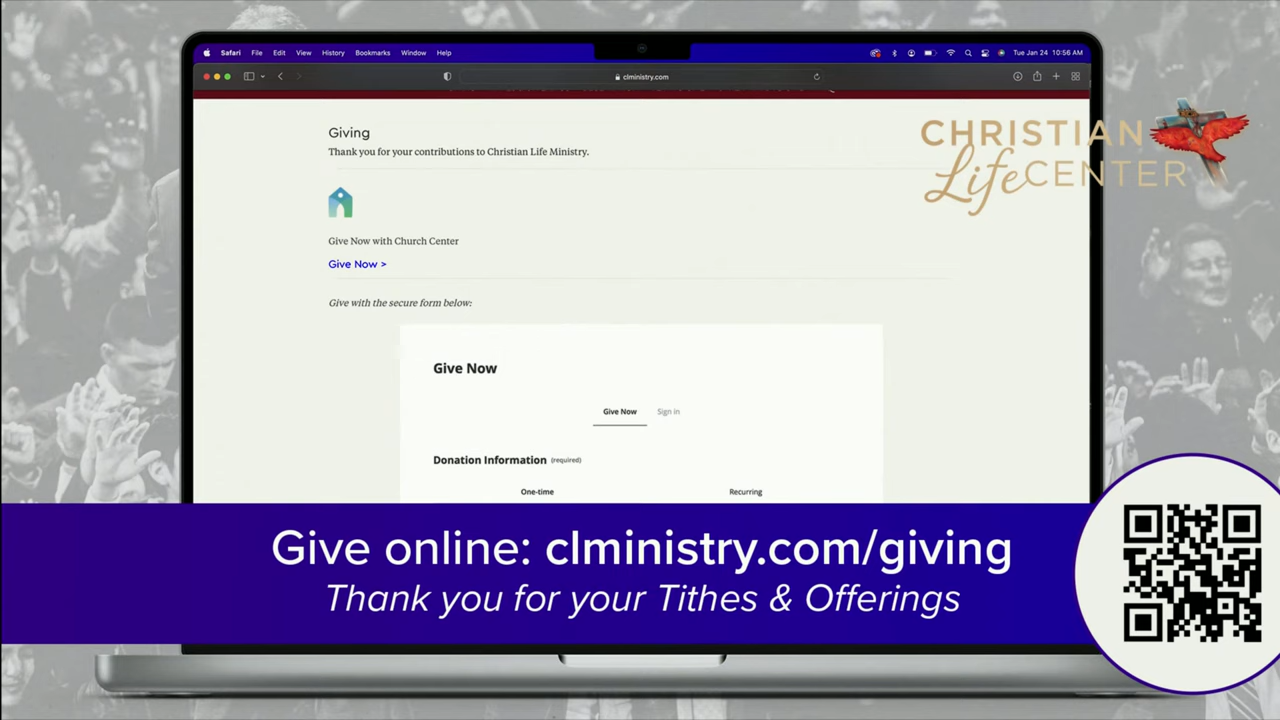 Safari File Edit View History Bookmarks Window Help
Tue Jan 24 10:56 AM
clministry.com
Giving
Thank you for your contributions to Christian Life Ministry.
CHRISTIAN
Life CENTER
Give Now with Church Center
Give Now >
Give with the secure form below:
Give Now
Give Now Sign in
Donation Information (required)
One-time Recurring
Give online: clministry.com/giving
Thank you for your Tithes & Offerings